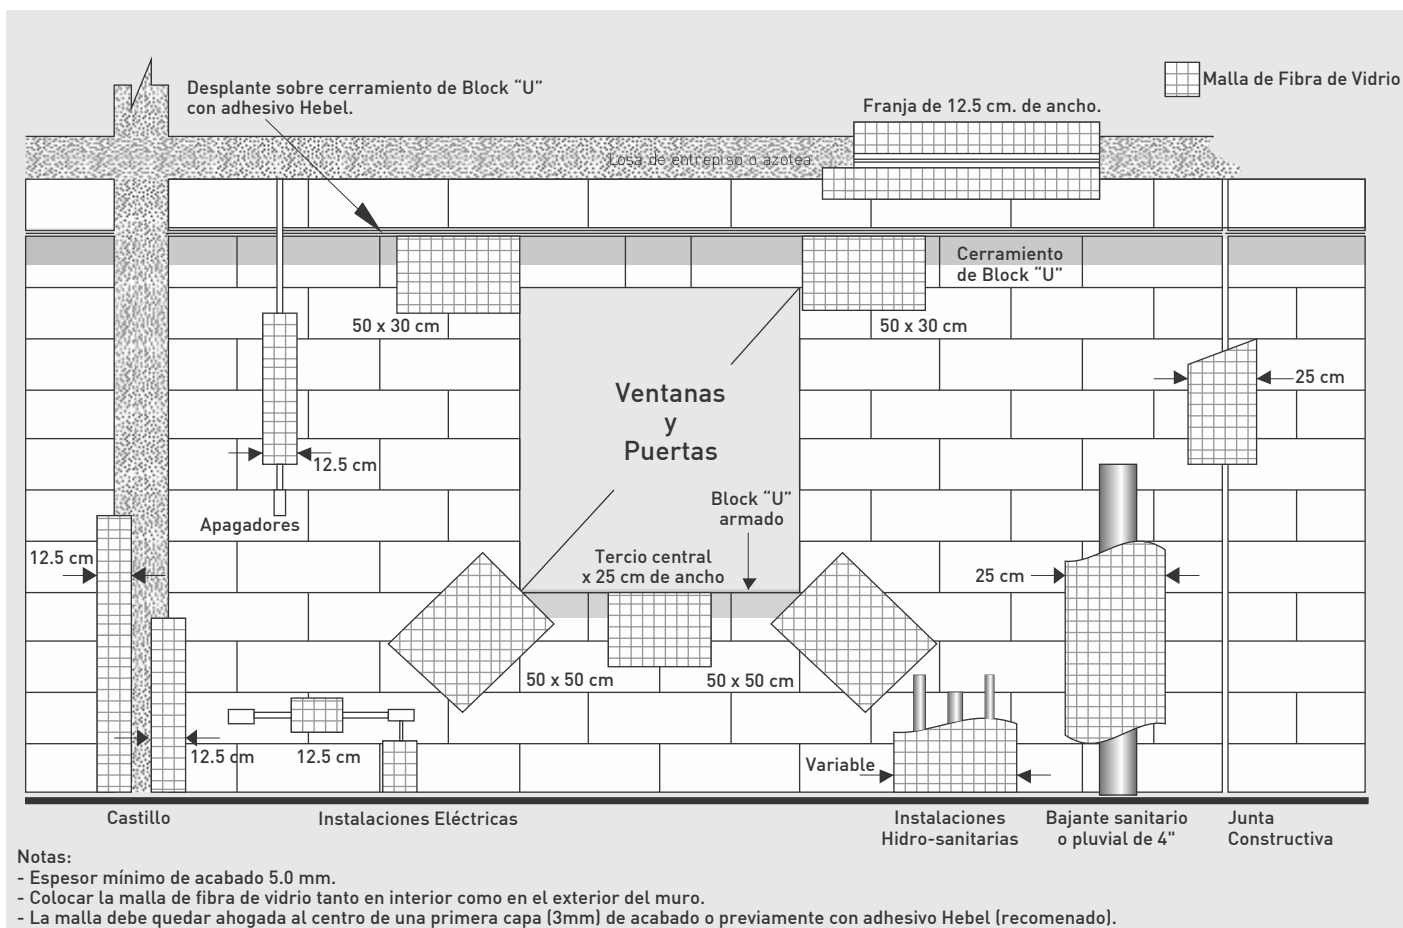 Desplante sobre cerramiento de Block “U”
con adhesivo Hebel.
Malla de Fibra de Vidrio
Franja de 12.5 cm. de ancho.
Losa de entrepiso o azotea
Cerramiento
de Block “U”
50 x 30 cm
50 x 30 cm
Ventanas
y
Puertas
25 cm
12.5 cm
Apagadores
Block “U”
armado
12.5 cm
Tercio central
x 25 cm de ancho
25 cm
50 x 50 cm
50 x 50 cm
12.5 cm
12.5 cm
Variable
Castillo
Instalaciones Eléctricas
Instalaciones
Hidro-sanitarias
Bajante sanitario
o pluvial de 4"
Junta
Constructiva
Notas:
- Espesor mínimo de acabado 5.0 mm.
- Colocar la malla de fibra de vidrio tanto en interior como en el exterior del muro.
- La malla debe quedar ahogada al centro de una primera capa (3mm) de acabado o previamente con adhesivo Hebel (recomenado).